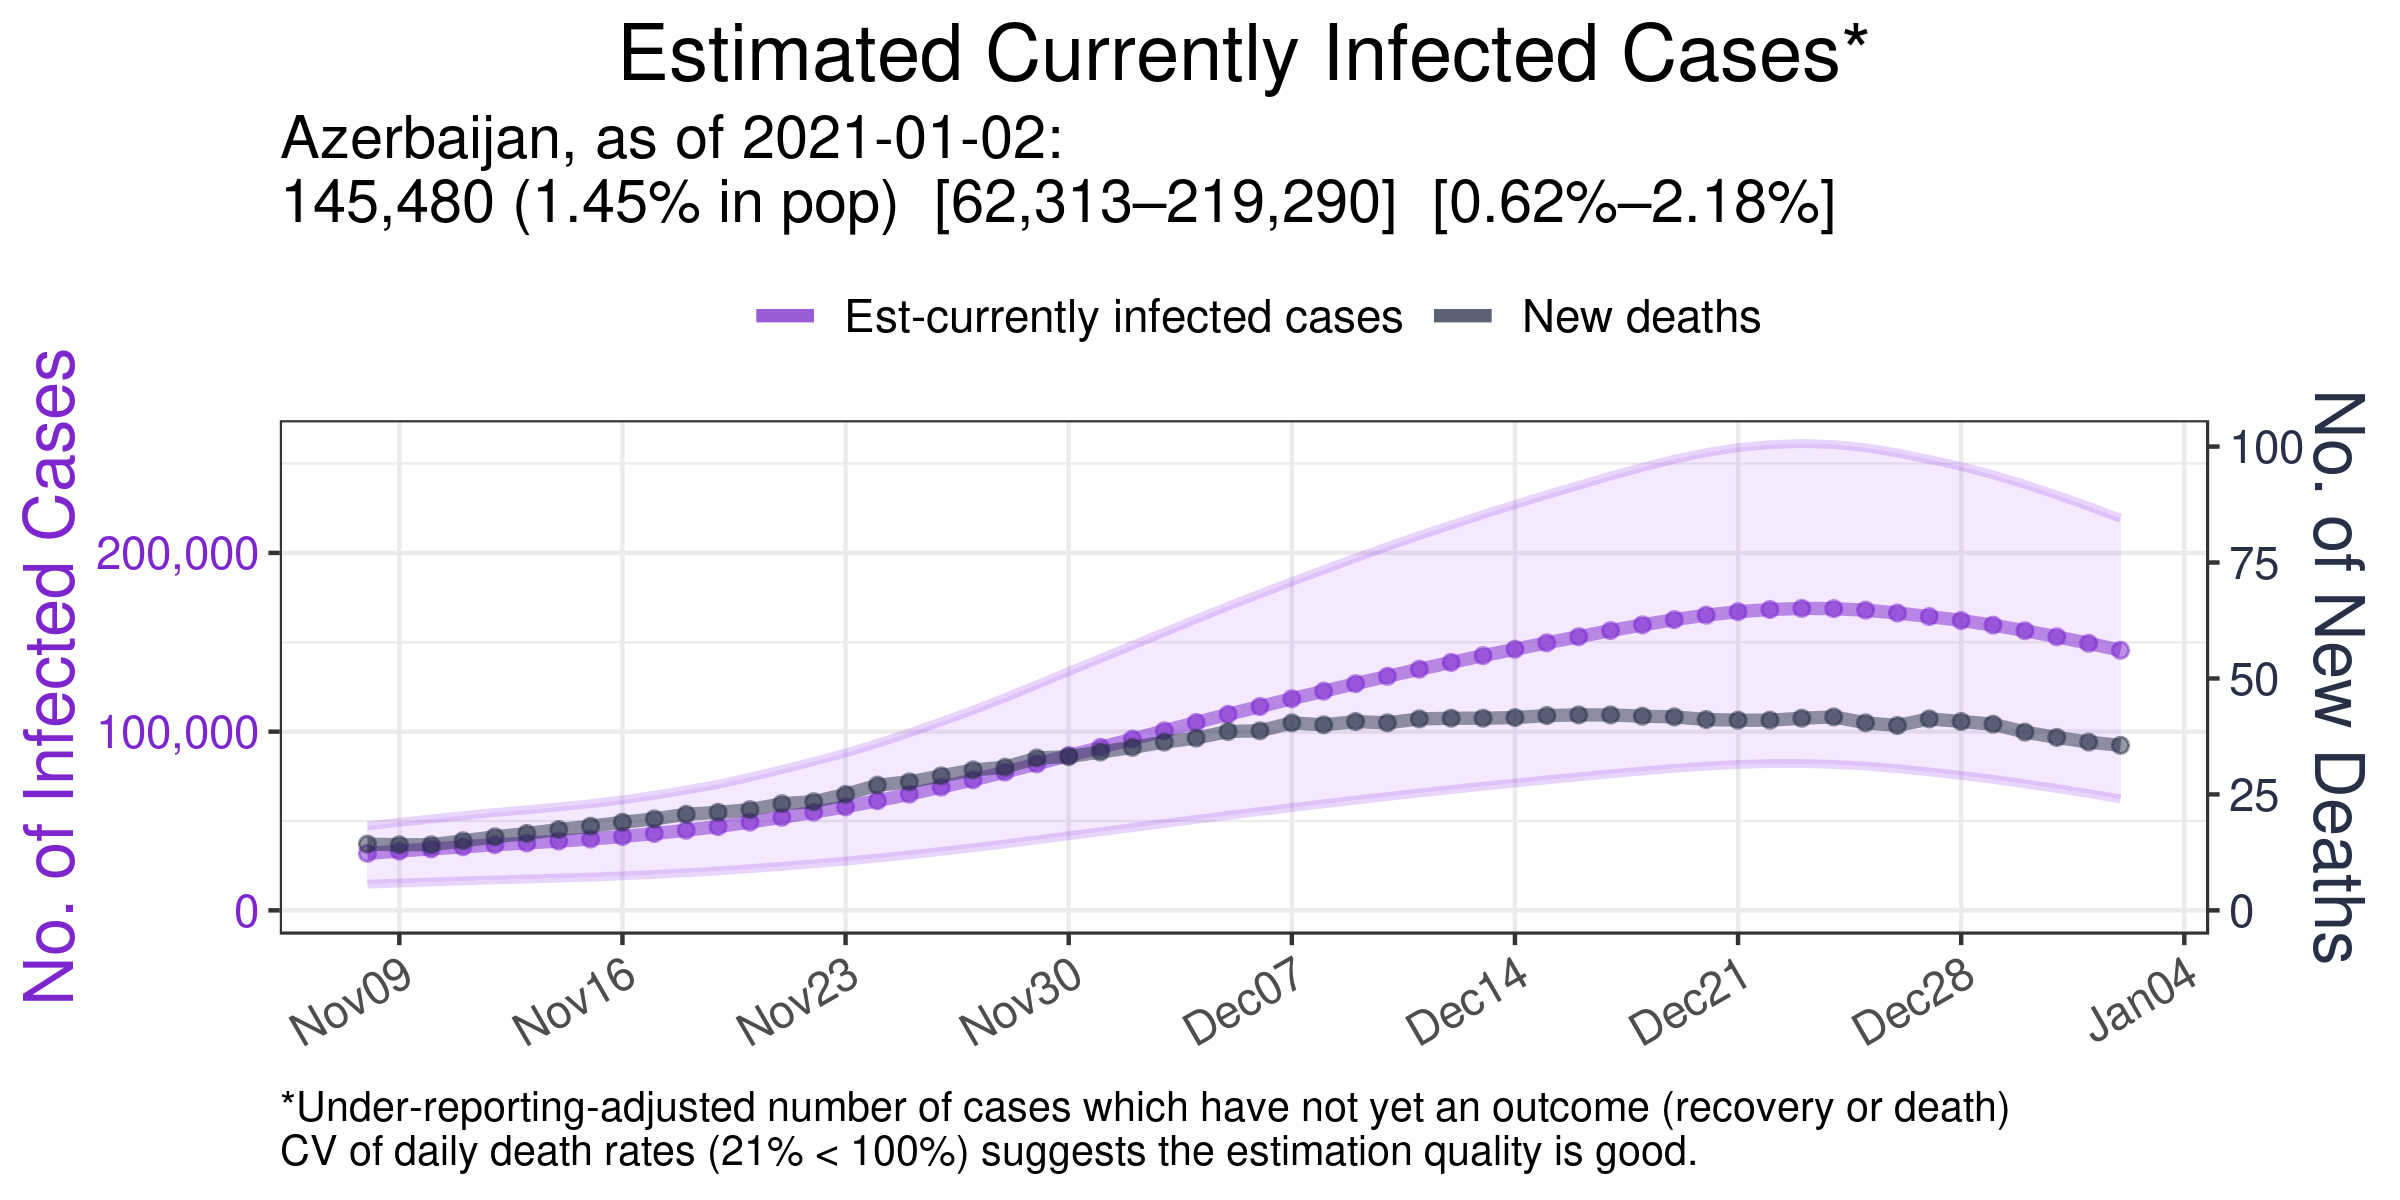 Estimated Currently Infected Cases*
Azerbaijan, as of 2021-01-02:
145,480 (1.45% in pop)  [62,313–219,290]  [0.62%–2.18%]
Est-currently infected cases
New deaths
No. of Infected Cases
200,000
100,000
0
No. of New Deaths
100
75
50
25
0
Nov09
Nov16
Nov23
Nov30
Dec07
Dec14
Dec21
Dec28
Jan04
*Under-reporting-adjusted number of cases which have not yet an outcome (recovery or death)
CV of daily death rates (21% < 100%) suggests the estimation quality is good.